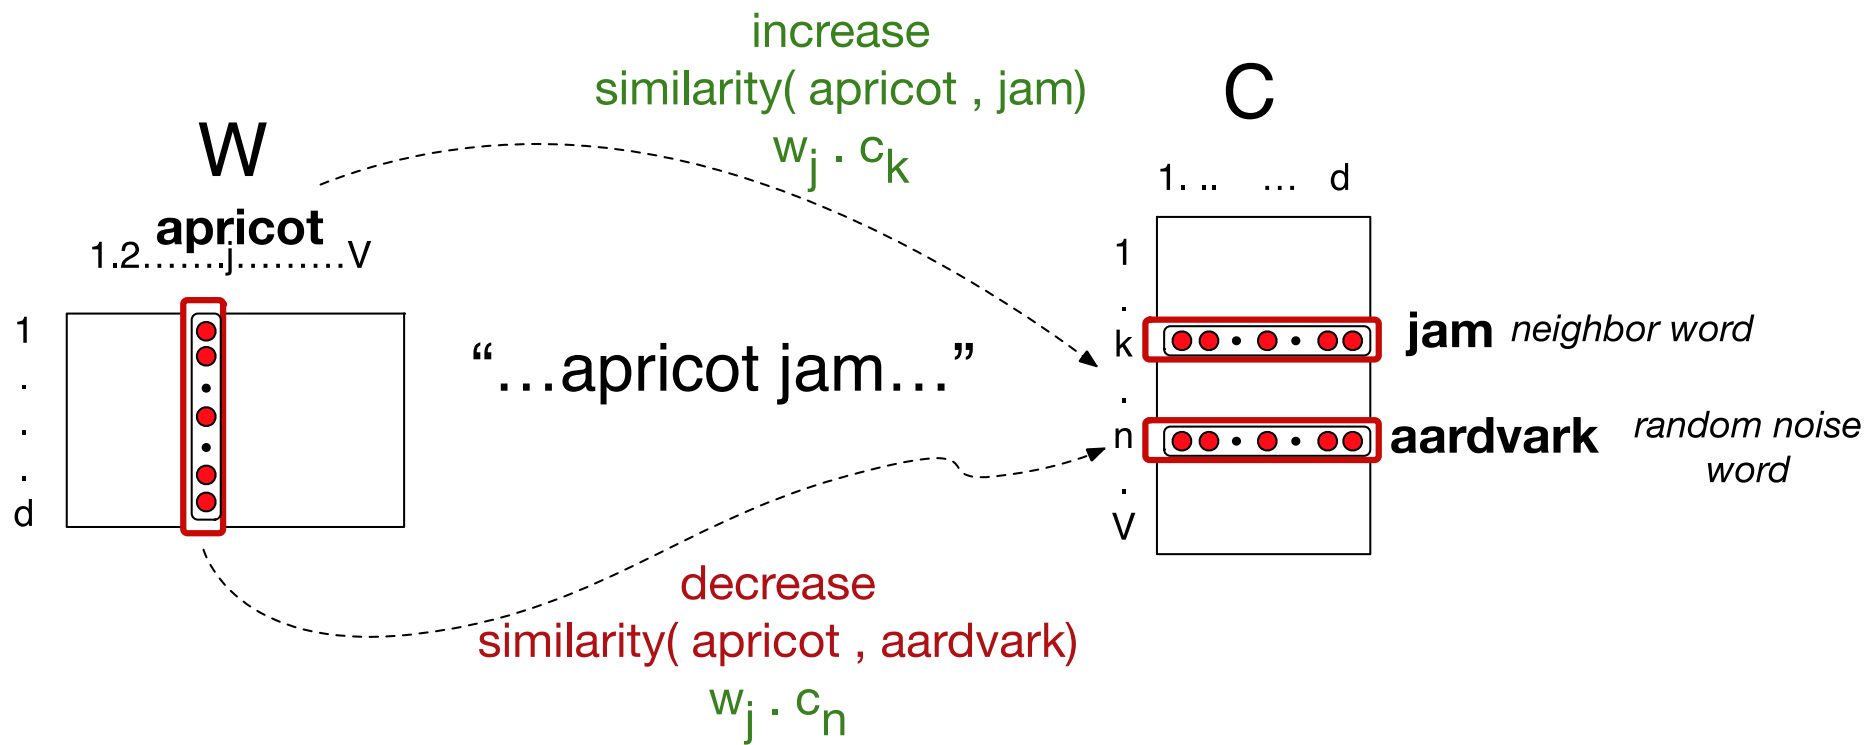 increase
similarity( apricot , jam)
wj . ck
W
apricot
1.2.......j.........V
1
.
.
.
d
“...apricot jam...”
C
1. .. ... d
1
.
k
.
n
.
V
jam neighbor word
aardvark random noise
word
decrease
similarity( apricot , aardvark)
wj . cn